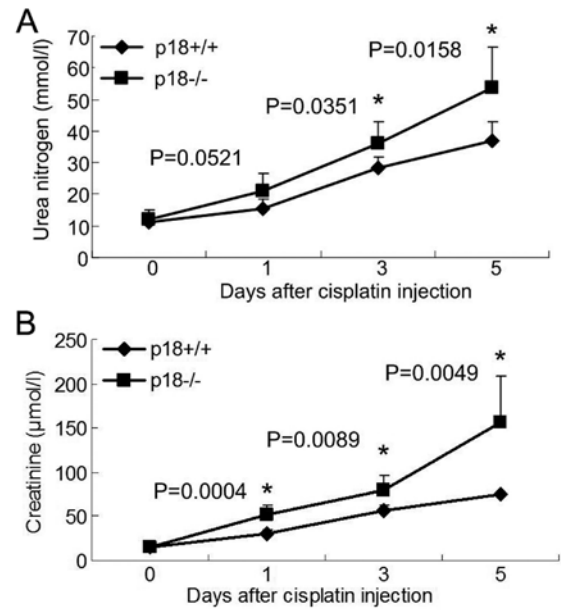 A
Urea nitrogen (mmol/l)
70
60
50
40
30
20
10
0
p18+/+
p18-/-
P=0.0521
P=0.0351
*
P=0.0158
*
0 1 3 5
Days after cisplatin injection
B
Creatinine (μmol/l)
250
200
150
100
50
0
p18+/+
p18-/-
P=0.0004
*
P=0.0089
*
P=0.0049
*
0 1 3 5
Days after cisplatin injection